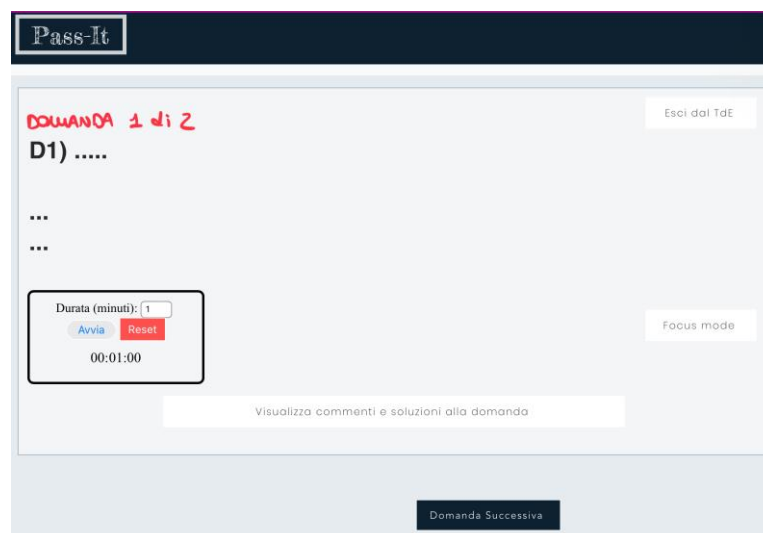 Pass-It
DOMANDA 1 di 2
Esci dal TdE
D1) .....
...
...
Durata (minuti): 1
Avvia Reset
00:01:00
Focus mode
Visualizza commenti e soluzioni alla domanda
Domanda Successiva